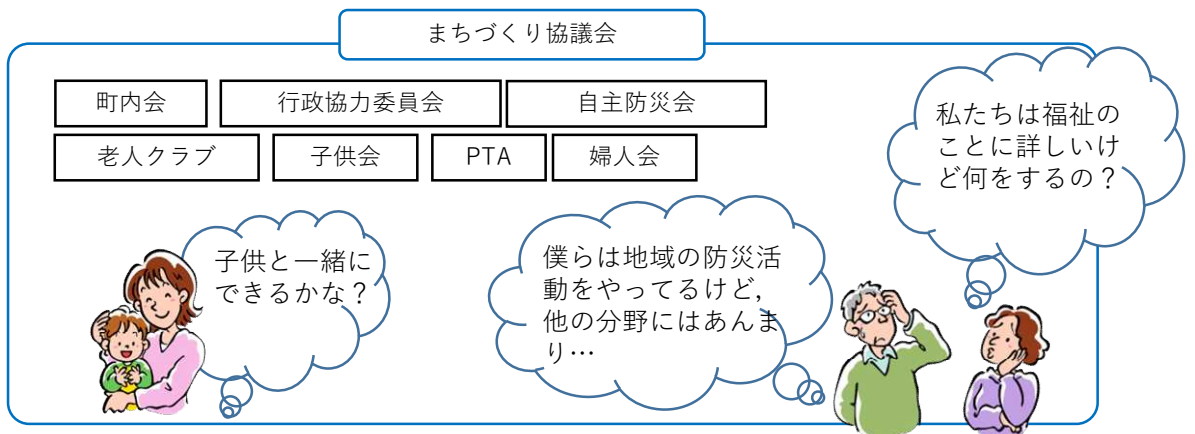 まちづくり協議会
町内会 行政協力委員会 自主防災会
老人クラブ 子供会 PTA 婦人会
私たちは福祉の
ことに詳しいけ
ど何をするの？
子供と一緒に
できるかな？
僕らは地域の防災活
動をやってるけど，
他の分野にはあんま
り…